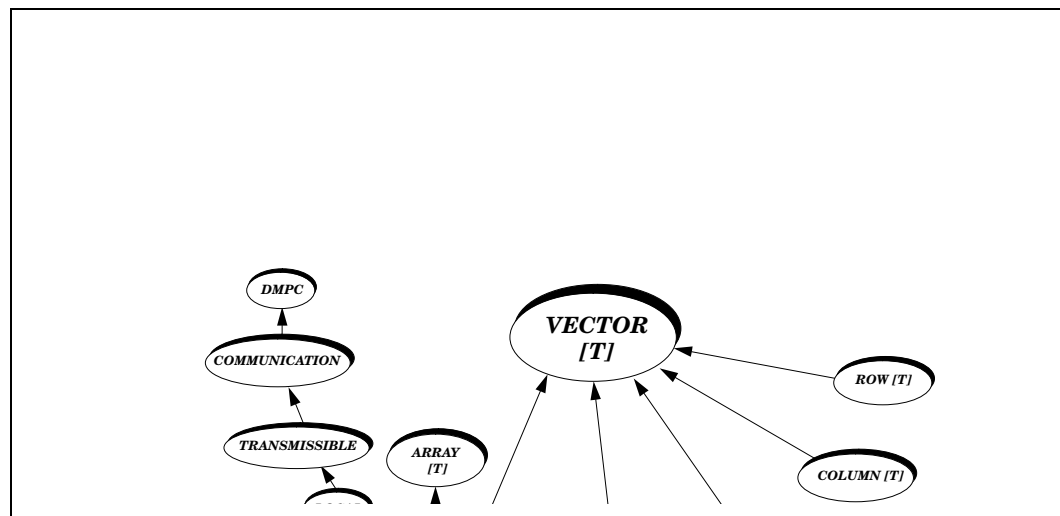 DMPC
VECTOR
[T]
COMMUNICATION
ROW [T]
TRANSMISSIBLE
ARRAY
[T]
COLUMN [T]